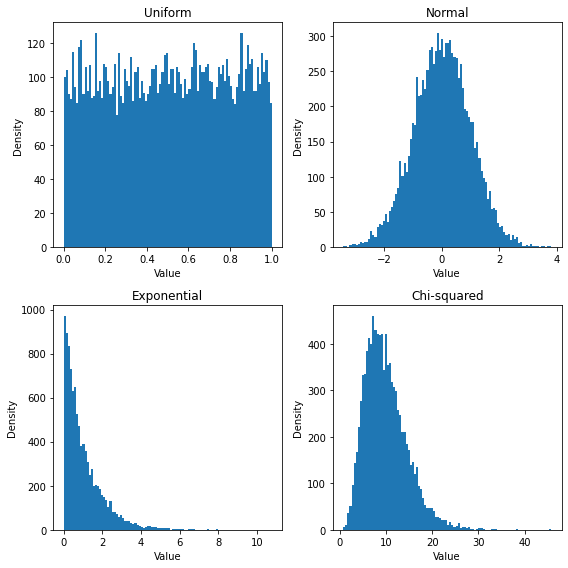 Uniform
Density
120
100
80
60
40
20
0
0.0 0.2 0.4 0.6 0.8 1.0
Value
Normal
Density
300
250
200
150
100
50
0
−2 0 2 4
Value
Exponential
Density
1000
800
600
400
200
0
0 2 4 6 8 10
Value
Chi-squared
Density
400
300
200
100
0
0 10 20 30 40
Value